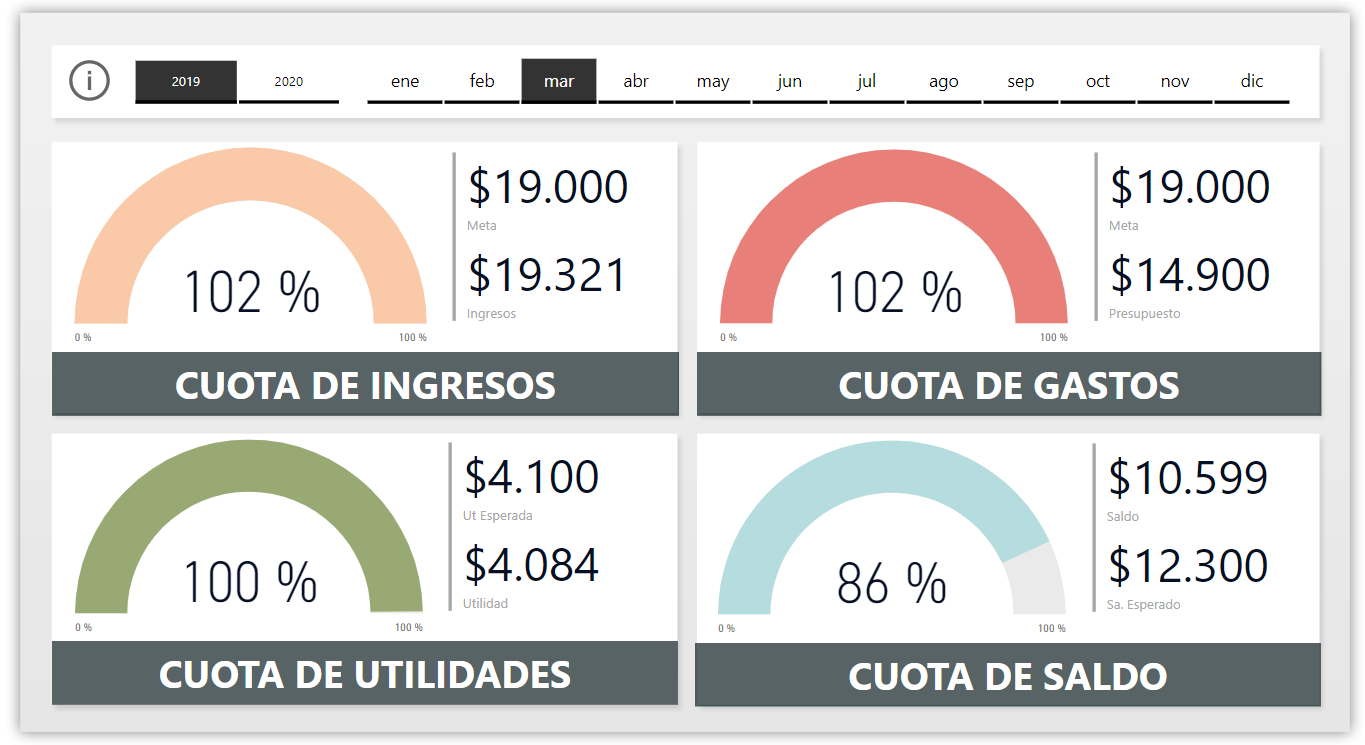 i
2019 2020 ene feb mar abr may jun jul ago sep oct nov dic
102 %
0 % 100 %
$19.000
Meta
$19.321
Ingresos
CUOTA DE INGRESOS
102 %
0 % 100 %
$19.000
Meta
$14.900
Presupuesto
CUOTA DE GASTOS
100 %
0 % 100 %
$4.100
Ut Esperada
$4.084
Utilidad
CUOTA DE UTILIDADES
86 %
0 % 100 %
$10.599
Saldo
$12.300
Sa. Esperado
CUOTA DE SALDO